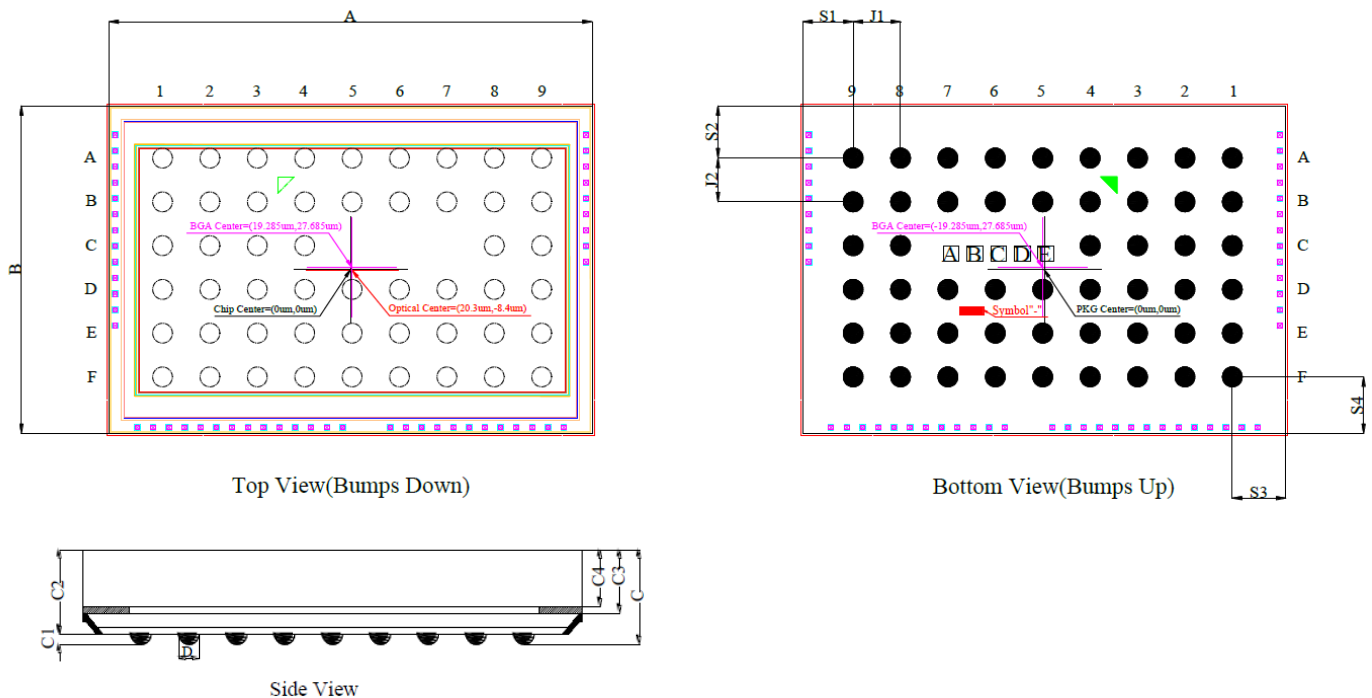 A
1 2 3 4 5 6 7 8 9
B
A
B
C
D
E
F
BGA Center=(19.285um,27.685um)
Chip Center=(0um,0um)
Optical Center=(20.3um,-8.4um)
Top View(Bumps Down)
S1 J1
9 8 7 6 5 4 3 2 1
S2
J2
A
B
C
D
E
F
BGA Center=(-19.285um,27.685um)
A B C D E
Symbol"-"
PKG Center=(0um,0um)
S4
S3
Bottom View(Bumps Up)
C2
C1
D
C4
C3
C
Side View